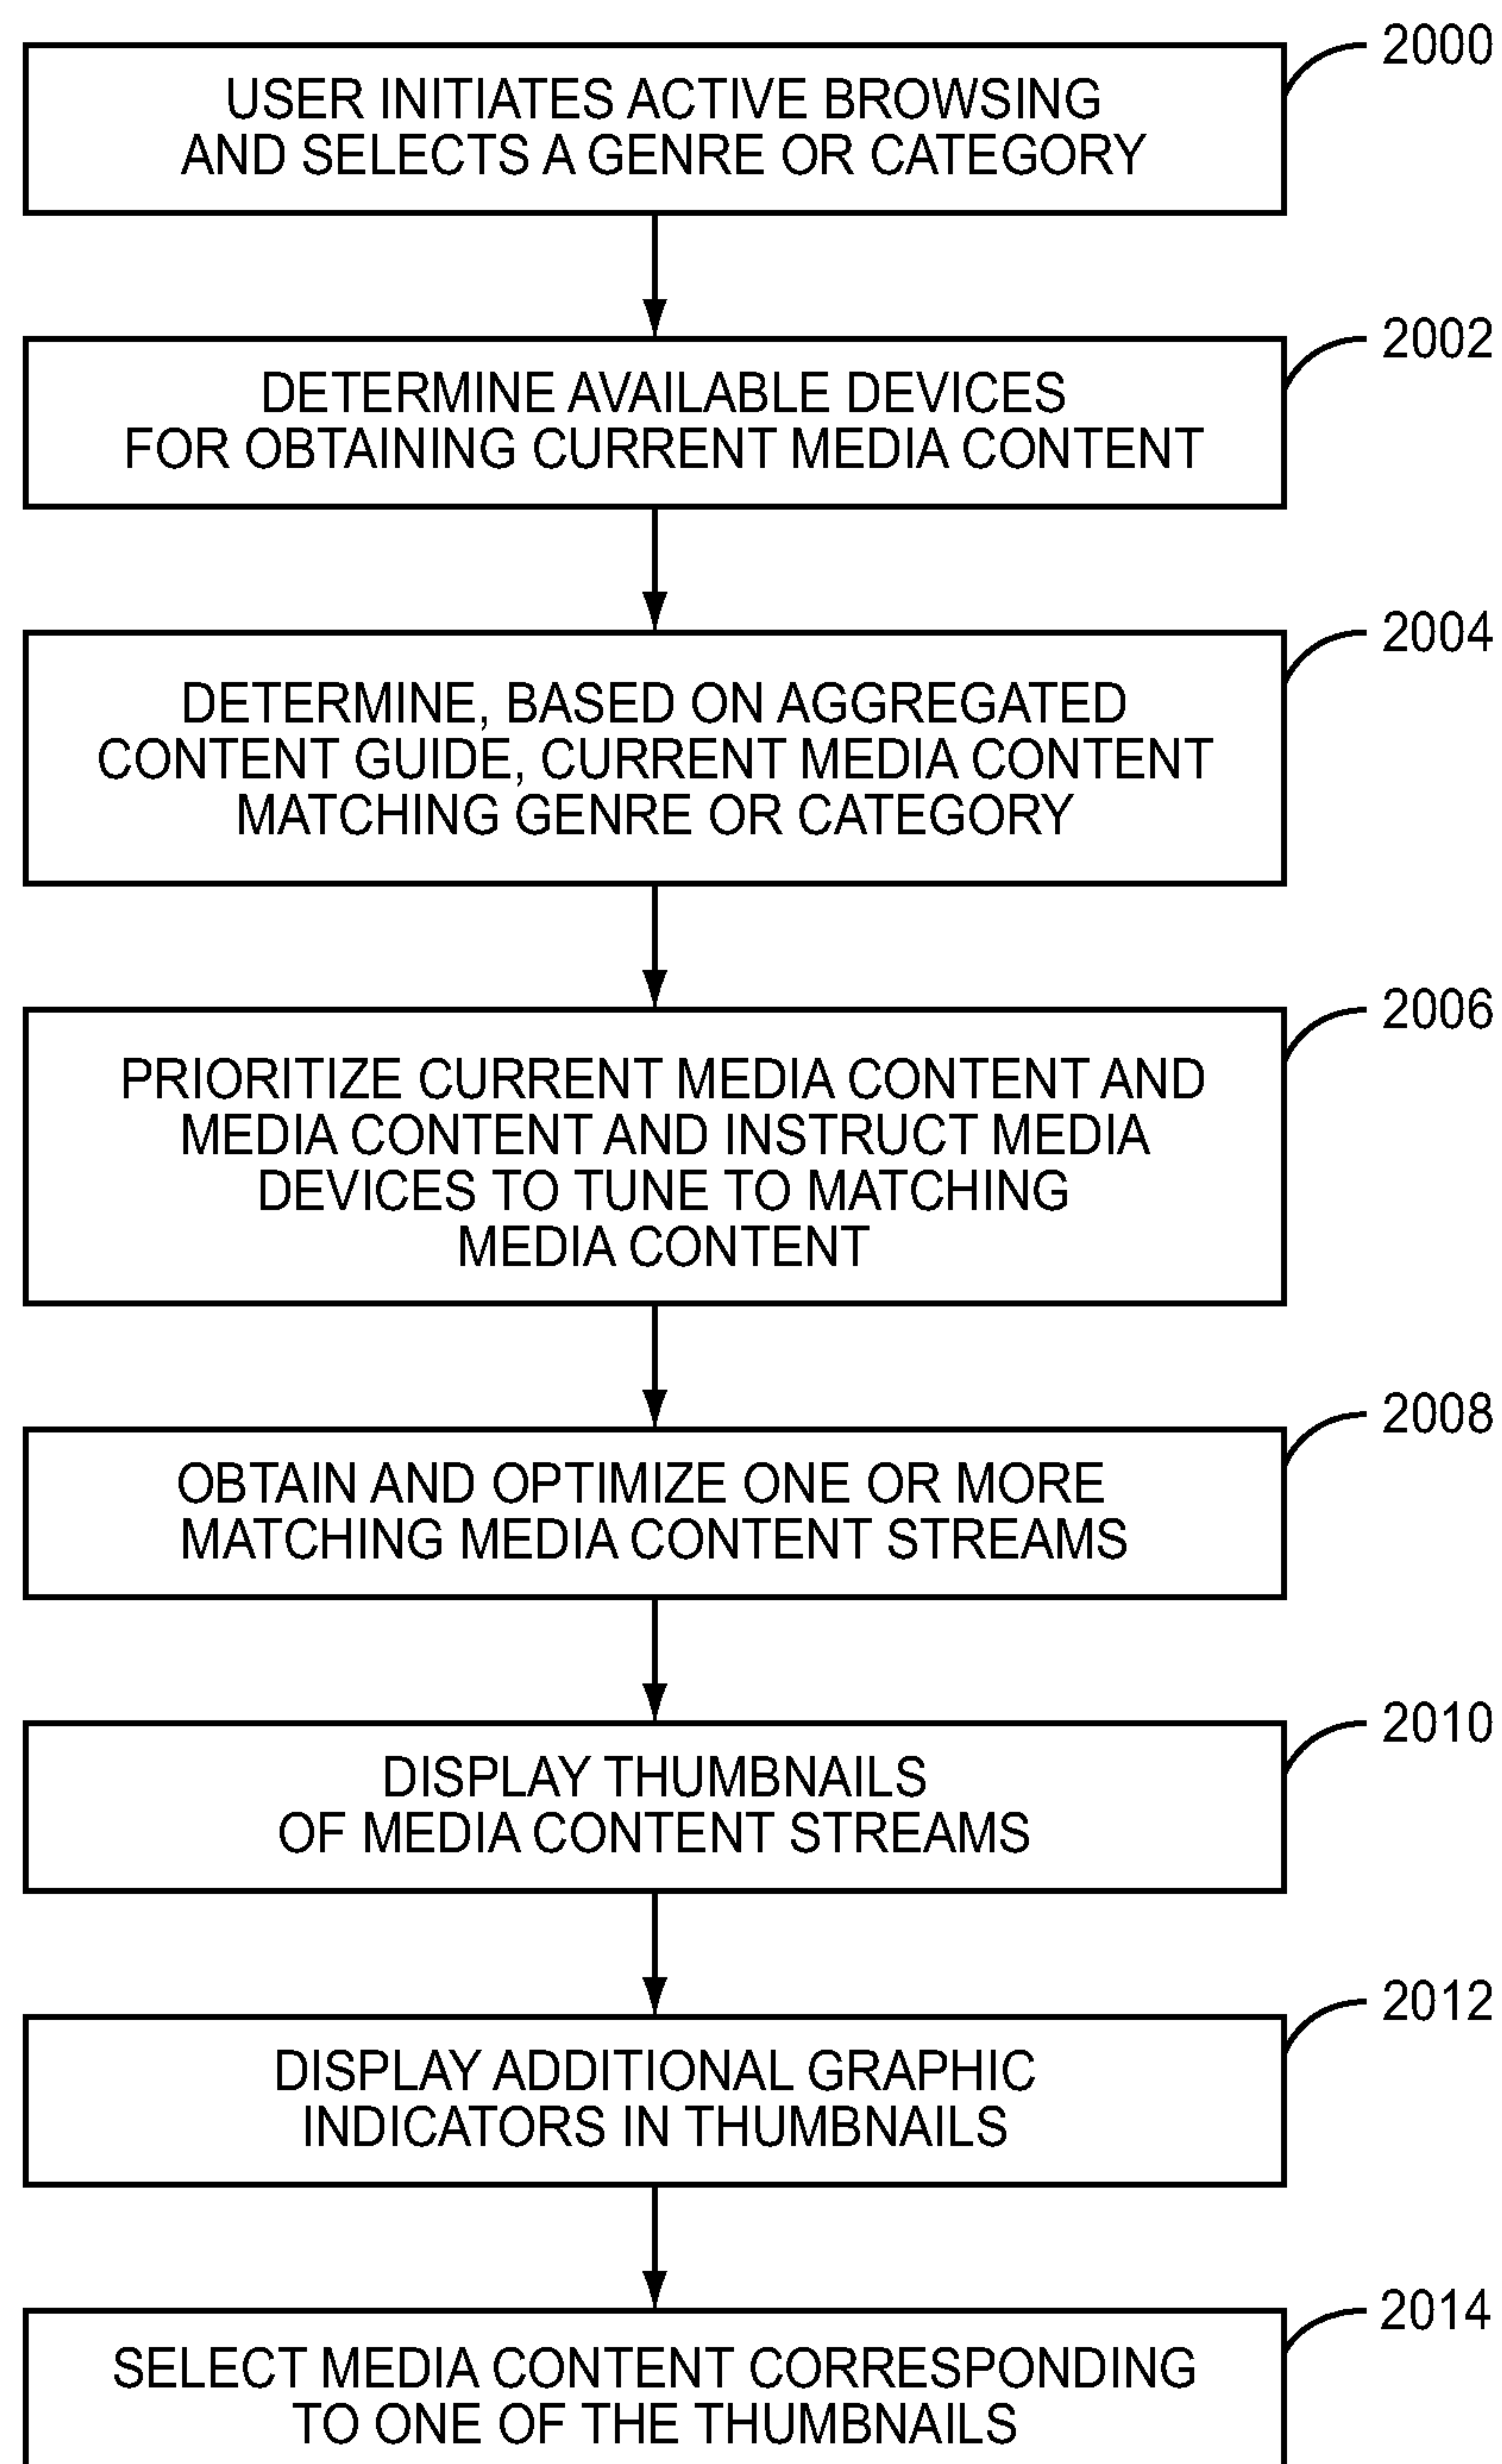 2000
USER INITIATES ACTIVE BROWSING
AND SELECTS A GENRE OR CATEGORY
2002
DETERMINE AVAILABLE DEVICES
FOR OBTAINING CURRENT MEDIA CONTENT
2004
DETERMINE, BASED ON AGGREGATED
CONTENT GUIDE, CURRENT MEDIA CONTENT
MATCHING GENRE OR CATEGORY
2006
PRIORITIZE CURRENT MEDIA CONTENT AND
MEDIA CONTENT AND INSTRUCT MEDIA
DEVICES TO TUNE TO MATCHING
MEDIA CONTENT
2008
OBTAIN AND OPTIMIZE ONE OR MORE
MATCHING MEDIA CONTENT STREAMS
2010
DISPLAY THUMBNAILS
OF MEDIA CONTENT STREAMS
2012
DISPLAY ADDITIONAL GRAPHIC
INDICATORS IN THUMBNAILS
2014
SELECT MEDIA CONTENT CORRESPONDING
TO ONE OF THE THUMBNAILS